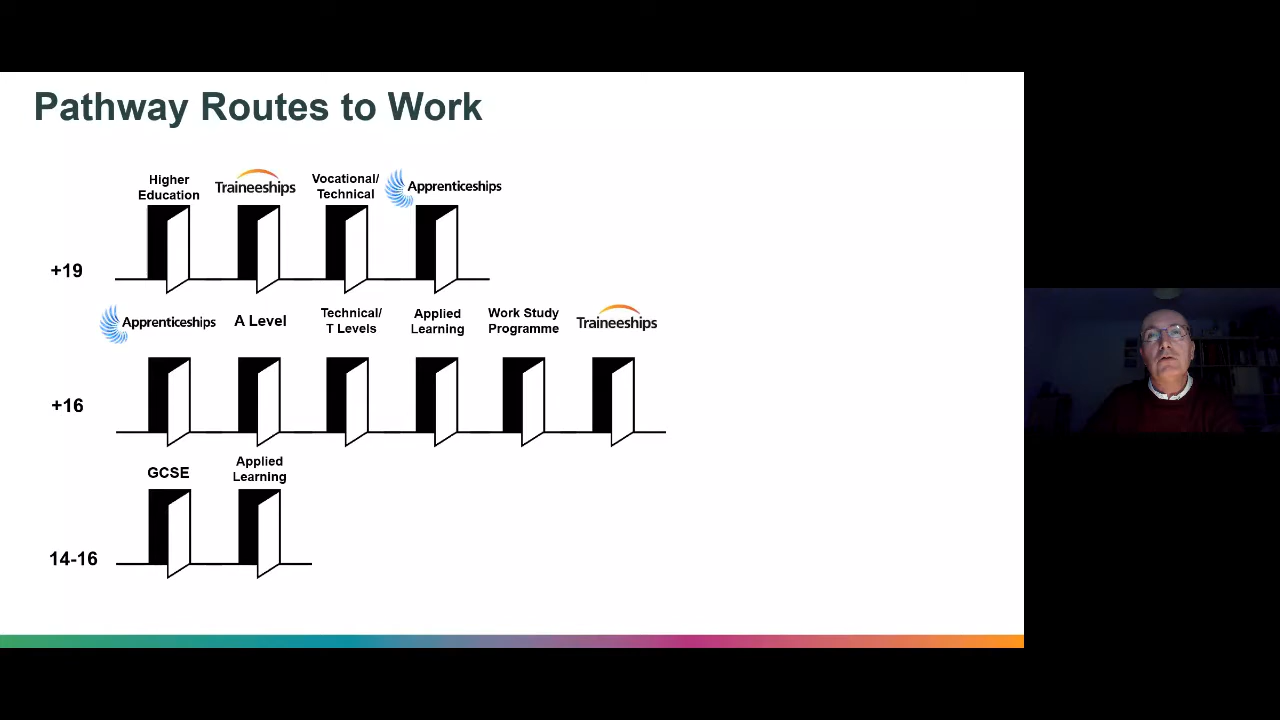 Pathway Routes to Work
Higher
Education
Traineeships
Vocational/
Technical
Apprenticeships
+19
Apprenticeships
A Level
Technical/
T Levels
Applied
Learning
Work Study
Programme
Traineeships
+16
GCSE
Applied
Learning
14-16